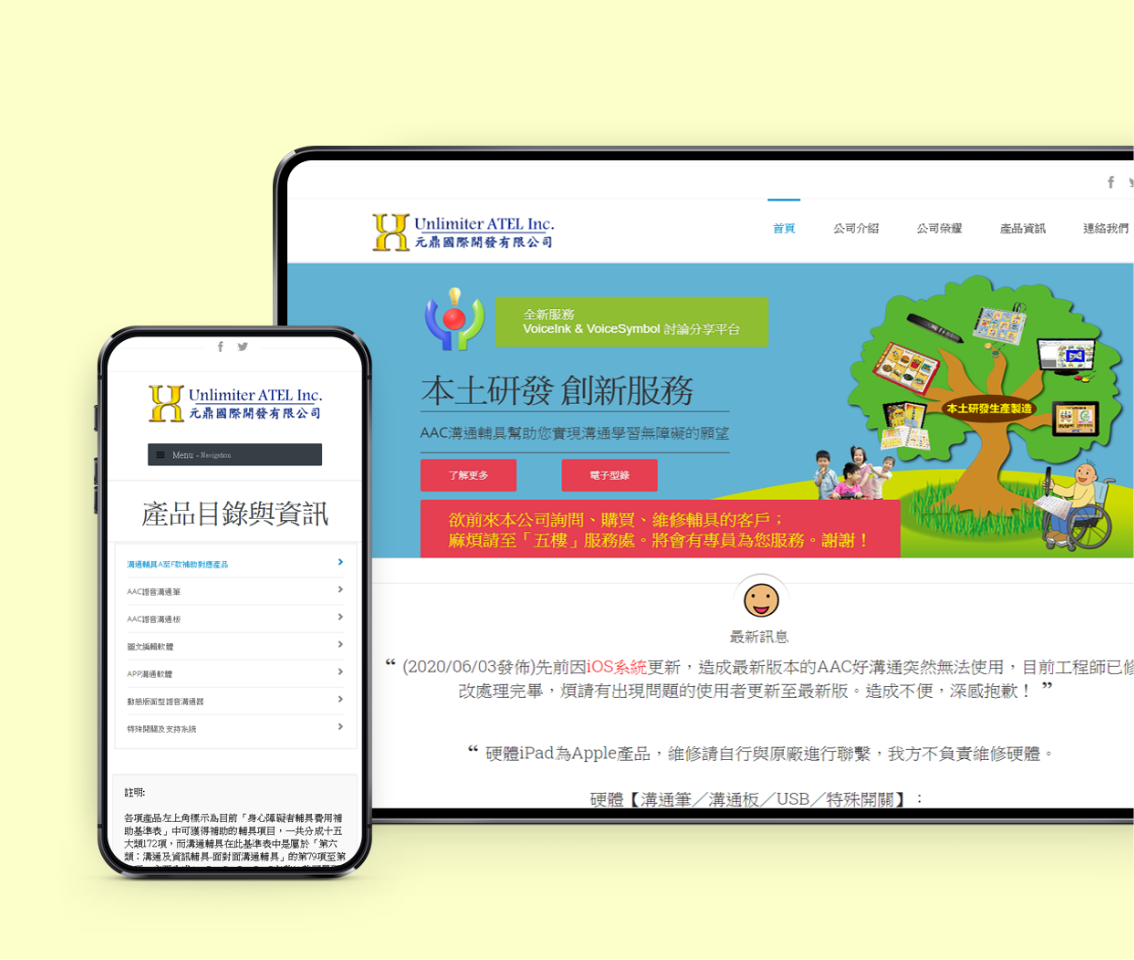 Unlimiter ATEL Inc.
元鼎國際開發有限公司
首頁
公司介紹
公司榮耀
產品資訊
連絡我們
全新服務
VoiceInk & VoiceSymbol 討論分享平台
本土研發 創新服務
AAC溝通輔具幫助您實現溝通學習無障礙的願望
了解更多
電子型錄
欲前來本公司詢問、購買、維修輔具的客戶；
麻煩請至「五樓」服務處。將會有專員為您服務。謝謝！
本土研發生產製造
最新訊息
“ (2020/06/03發佈)先前因iOS系統更新，造成最新版本的AAC好溝通突然無法使用，目前工程師已修
改處理完畢，煩請有出現問題的使用者更新至最新版。造成不便，深感抱歉！ ”
“ 硬體iPad為Apple產品，維修請自行與原廠進行聯繫，我方不負責維修硬體。
硬體【溝通筆／溝通板／USB／特殊開關】：
Unlimiter ATEL Inc.
元鼎國際開發有限公司
Menu - Navigation
產品目錄與資訊
溝通輔具A至F款補助對應產品
AAC語音溝通筆
AAC語音溝通板
圖文編輯軟體
APP溝通軟體
動態版面型語音溝通器
特殊開關及支持系統
註明:
各項產品左上角標示為目前「身心障礙者輔具費用補
助基準表」中可獲得補助的輔具項目，一共分成十五
大類172項，而溝通輔具在此基準表中是屬於「第六
類：溝通及資訊輔具-面對面溝通輔具」的第79項至第